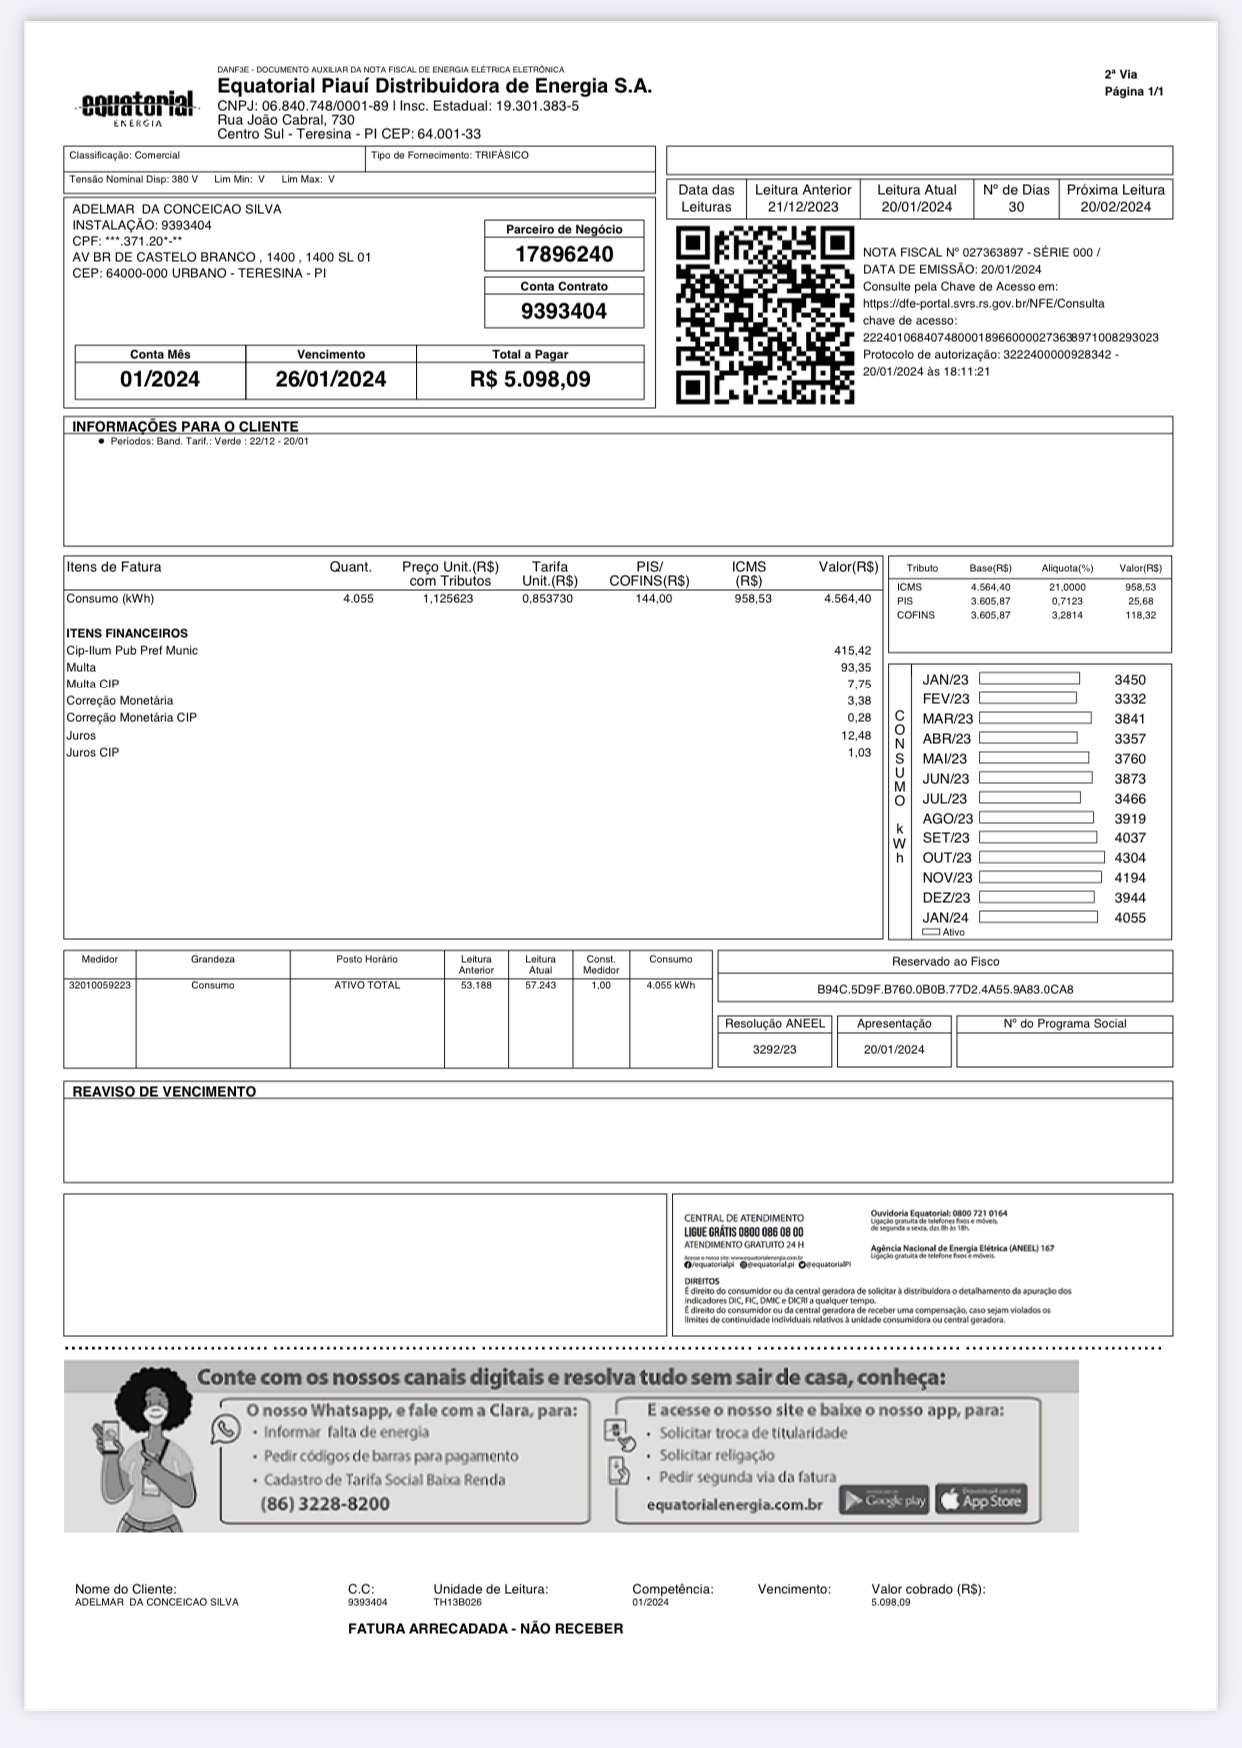 DANF3E - DOCUMENTO AUXILIAR DA NOTA FISCAL DE ENERGIA ELÉTRICA ELETRÔNICA
Equatorial Piauí Distribuidora de Energia S.A.
CNPJ: 06.840.748/0001-89 | Insc. Estadual: 19.301.383-5
Rua João Cabral, 730
Centro Sul - Teresina - PI CEP: 64.001-33
equatorial
ENERGIA
2ª Via
Página 1/1
Classificação: Comercial
Tipo de Fornecimento: TRIFÁSICO
Tensão Nominal Disp: 380 V Lim Min: V Lim Max: V
ADELMAR DA CONCEICAO SILVA
INSTALAÇÃO: 9393404
CPF: ***.371.20*-**
AV BR DE CASTELO BRANCO , 1400 , 1400 SL 01
CEP: 64000-000 URBANO - TERESINA - PI
Parceiro de Negócio
17896240
Conta Contrato
9393404
Conta Mês Vencimento Total a Pagar
01/2024 26/01/2024 R$ 5.098,09
Data das Leituras Leitura Anterior Leitura Atual Nº de Dias Próxima Leitura
21/12/2023 20/01/2024 30 20/02/2024
NOTA FISCAL Nº 027363897 - SÉRIE 000 /
DATA DE EMISSÃO: 20/01/2024
Consulte pela Chave de Acesso em:
https://dfe-portal.svrs.rs.gov.br/NFE/Consulta
chave de acesso:
Protocolo de autorização: 3222400000928342 -
20/01/2024 às 18:11:21
INFORMAÇÕES PARA O CLIENTE
● Períodos: Band. Tarif.: Verde : 22/12 - 20/01
Itens de Fatura Quant. Preço Unit.(R$) com Tributos Tarifa Unit.(R$) PIS/ COFINS(R$) ICMS (R$) Valor(R$)
Consumo (kWh) 4.055 1,125623 0,853730 144,00 958,53 4.564,40
ITENS FINANCEIROS
Cip-Ilum Pub Pref Munic 415,42
Multa 93,35
Multa CIP 7,75
Correção Monetária 3,38
Correção Monetária CIP 0,28
Juros 12,48
Juros CIP 1,03
Tributo Base(R$) Aliquota(%) Valor(R$)
ICMS 4.564,40 21,0000 958,53
PIS 3.605,87 0,7123 25,68
COFINS 3.605,87 3,2814 118,32
CONSUMO kWh
JAN/23 3450
FEV/23 3332
MAR/23 3841
ABR/23 3357
MAI/23 3760
JUN/23 3873
JUL/23 3466
AGO/23 3919
SET/23 4037
OUT/23 4304
NOV/23 4194
DEZ/23 3944
JAN/24 4055
Ativo
Medidor Grandeza Posto Horário Leitura Anterior Leitura Atual Const. Medidor Consumo
32010059223 Consumo ATIVO TOTAL 53.188 57.243 1,00 4.055 kWh
Reservado ao Fisco
B94C.5D9F.B760.0B0B.77D2.4A55.9A83.0CA8
Resolução ANEEL Apresentação Nº do Programa Social
3292/23 20/01/2024
REAVISO DE VENCIMENTO
CENTRAL DE ATENDIMENTO
LIGUE GRÁTIS 0800 086 08 00
ATENDIMENTO GRATUITO 24 H
Acesse o nosso site: www.equatorialenergia.com.br
/equatorialpi @equatorial.pi @equatorialPI
Ouvidoria Equatorial: 0800 721 0164
Ligação gratuita de telefones fixos e móveis,
de segunda a sexta, das 8h às 18h.
Agência Nacional de Energia Elétrica (ANEEL) 167
Ligação gratuita de telefone fixos e móveis.
DIREITOS
É direito do consumidor ou da central geradora de solicitar à distribuidora o detalhamento da apuração dos
indicadores DIC, FIC, DMIC e DICRI a qualquer tempo.
É direito do consumidor ou da central geradora de receber uma compensação, caso sejam violados os
limites de continuidade individuais relativos à unidade consumidora ou central geradora.
Conte com os nossos canais digitais e resolva tudo sem sair de casa, conheça:
O nosso Whatsapp, e fale com a Clara, para:
• Informar falta de energia
• Pedir códigos de barras para pagamento
• Cadastro de Tarifa Social Baixa Renda
(86) 3228-8200
E acesse o nosso site e baixe o nosso app, para:
• Solicitar troca de titularidade
• Solicitar religação
• Pedir segunda via da fatura
equatorialenergia.com.br
Google play
Download on the
App Store
Nome do Cliente: C.C: Unidade de Leitura: Competência: Vencimento: Valor cobrado (R$):
ADELMAR DA CONCEICAO SILVA 9393404 TH13B026 01/2024 5.098,09
FATURA ARRECADADA - NÃO RECEBER